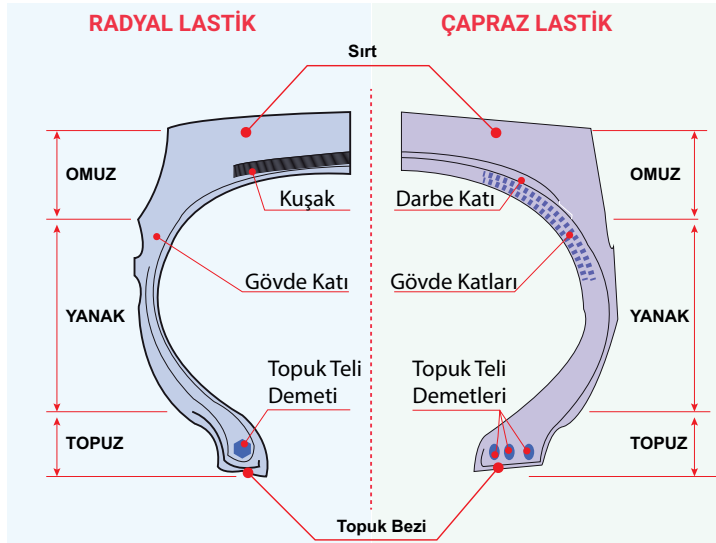 RADYAL LASTİK
ÇAPRAZ LASTİK
Sırt
OMUZ
OMUZ
Kuşak
Darbe Katı
Gövde Katı
Gövde Katları
YANAK
YANAK
Topuk Teli
Demeti
Topuk Teli
Demetleri
TOPUZ
TOPUZ
Topuk Bezi